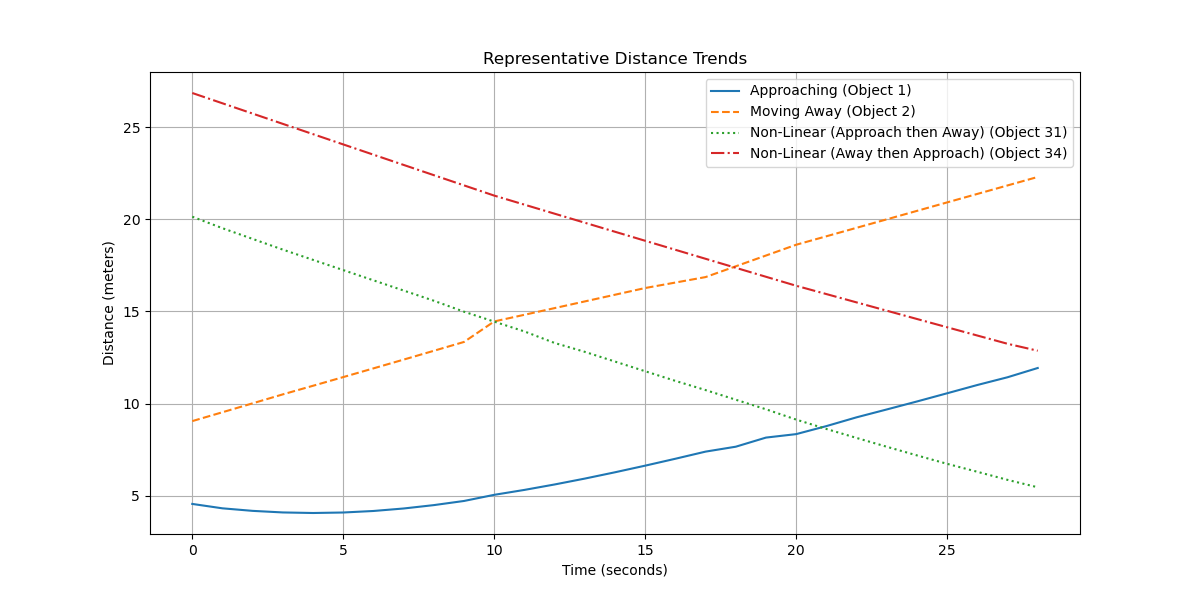 Representative Distance Trends
Approaching (Object 1)
Moving Away (Object 2)
Non-Linear (Approach then Away) (Object 31)
Non-Linear (Away then Approach) (Object 34)
Distance (meters)
25
20
15
10
5
0 5 10 15 20 25
Time (seconds)